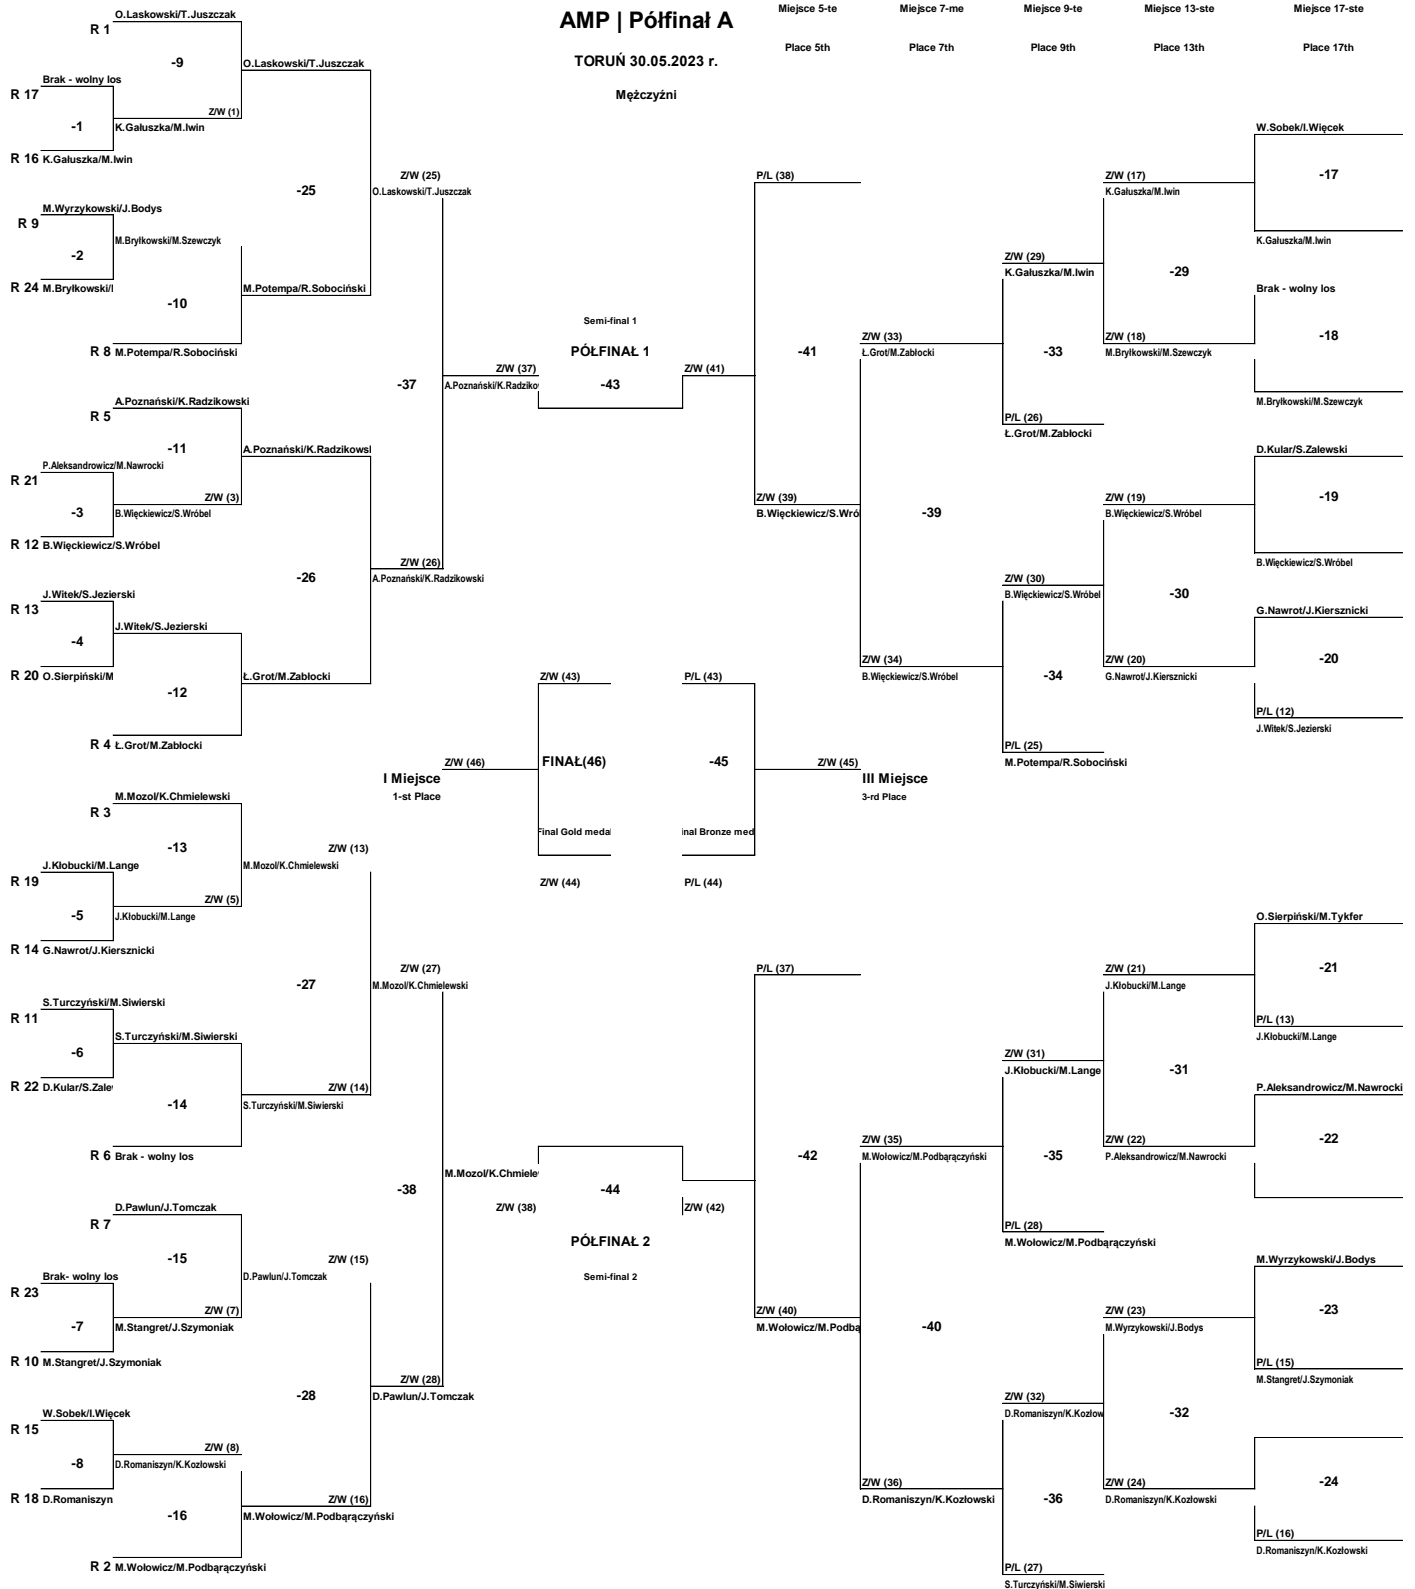 AMP | Półfinał A
TORUŃ 30.05.2023 r.
Mężczyźni
Miejsce 5-te
Miejsce 7-me
Miejsce 9-te
Miejsce 13-ste
Miejsce 17-ste
Place 5th
Place 7th
Place 9th
Place 13th
Place 17th
O.Laskowski/T.Juszczak
R 1
-9
O.Laskowski/T.Juszczak
Brak - wolny los
R 17
Z/W (1)
-1
K.Gałuszka/M.Iwin
R 16 K.Gałuszka/M.Iwin
Z/W (25)
-25
O.Laskowski/T.Juszczak
M.Wyrzykowski/J.Bodys
R 9
M.Bryłkowski/M.Szewczyk
-2
R 24 M.Bryłkowski/I
M.Potempa/R.Sobociński
-10
R 8 M.Potempa/R.Sobociński
Semi-final 1
PÓŁFINAŁ 1
Z/W (37)
-37
A.Poznański/K.Radziko
-43
Z/W (41)
A.Poznański/K.Radzikowski
R 5
-11
A.Poznański/K.Radzikowsl
P.Aleksandrowicz/M.Nawrocki
R 21
Z/W (3)
-3
B.Więckiewicz/S.Wróbel
R 12 B.Więckiewicz/S.Wróbel
Z/W (26)
-26
A.Poznański/K.Radzikowski
J.Witek/S.Jezierski
R 13
J.Witek/S.Jezierski
-4
R 20 O.Sierpiński/M
Ł.Grot/M.Zabłocki
-12
R 4 Ł.Grot/M.Zabłocki
Z/W (43)
P/L (43)
Z/W (46)
FINAŁ(46)
-45
Z/W (45)
I Miejsce
III Miejsce
1-st Place
3-rd Place
Final Gold medal
inal Bronze med
Z/W (44)
P/L (44)
M.Mozol/K.Chmielewski
R 3
-13
Z/W (13)
J.Kłobucki/M.Lange
M.Mozol/K.Chmielewski
R 19
Z/W (5)
-5
J.Kłobucki/M.Lange
R 14 G.Nawrot/J.Kiersznicki
Z/W (27)
-27
M.Mozol/K.Chmielewski
S.Turczyński/M.Siwierski
R 11
S.Turczyński/M.Siwierski
-6
R 22 D.Kular/S.Zale
Z/W (14)
-14
S.Turczyński/M.Siwierski
R 6 Brak - wolny los
M.Mozol/K.Chmiele
-38
-44
Z/W (38)
Z/W (42)
PÓŁFINAŁ 2
Semi-final 2
D.Pawlun/J.Tomczak
R 7
-15
Z/W (15)
Brak- wolny los
D.Pawlun/J.Tomczak
R 23
Z/W (7)
-7
M.Stangret/J.Szymoniak
R 10 M.Stangret/J.Szymoniak
Z/W (28)
-28
D.Pawlun/J.Tomczak
W.Sobek/I.Więcek
R 15
Z/W (8)
-8
D.Romaniszyn/K.Kozłowski
R 18 D.Romaniszyn
Z/W (16)
-16
M.Wołowicz/M.Podbąrączyński
R 2 M.Wołowicz/M.Podbąrączyński
P/L (38)
-41
Z/W (39)
B.Więckiewicz/S.Wró
Z/W (33)
Ł.Grot/M.Zabłocki
-39
Z/W (34)
B.Więckiewicz/S.Wróbel
Z/W (29)
K.Gałuszka/M.Iwin
-33
P/L (26)
Ł.Grot/M.Zabłocki
Z/W (30)
B.Więckiewicz/S.Wróbel
-34
P/L (25)
M.Potempa/R.Sobociński
Z/W (17)
K.Gałuszka/M.Iwin
-29
Z/W (18)
M.Bryłkowski/M.Szewczyk
Z/W (19)
B.Więckiewicz/S.Wróbel
-30
Z/W (20)
G.Nawrot/J.Kiersznicki
W.Sobek/I.Więcek
-17
K.Gałuszka/M.Iwin
Brak - wolny los
-18
M.Bryłkowski/M.Szewczyk
D.Kular/S.Zalewski
-19
B.Więckiewicz/S.Wróbel
G.Nawrot/J.Kiersznicki
-20
P/L (12)
J.Witek/S.Jezierski
P/L (37)
-42
Z/W (40)
M.Wołowicz/M.Podbą
Z/W (35)
M.Wołowicz/M.Podbąrączyński
-40
Z/W (36)
D.Romaniszyn/K.Kozłowski
Z/W (31)
J.Kłobucki/M.Lange
-35
P/L (28)
M.Wołowicz/M.Podbąrączyński
Z/W (32)
D.Romaniszyn/K.Kozłow
-36
P/L (27)
S.Turczyński/M.Siwierski
Z/W (21)
J.Kłobucki/M.Lange
-31
Z/W (22)
P.Aleksandrowicz/M.Nawrocki
Z/W (23)
M.Wyrzykowski/J.Bodys
-32
Z/W (24)
D.Romaniszyn/K.Kozłowski
O.Sierpiński/M.Tykfer
-21
P/L (13)
J.Kłobucki/M.Lange
P.Aleksandrowicz/M.Nawrocki
-22
M.Wyrzykowski/J.Bodys
-23
P/L (15)
M.Stangret/J.Szymoniak
-24
P/L (16)
D.Romaniszyn/K.Kozłowski